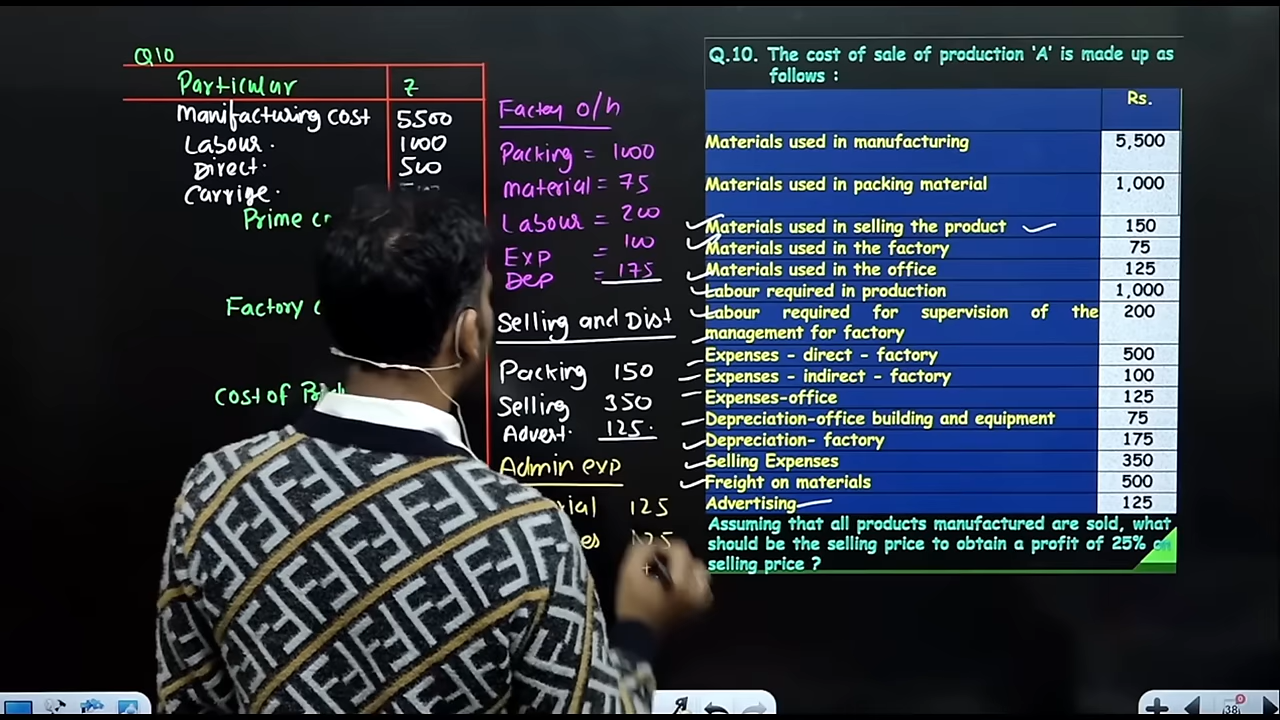 Q10
Particular ₹
Manufacturing cost 5500
Labour. 1000
Direct. 500
Carrige.
Prime
Factory
Cost of
Factory O/h
Packing = 1000
material = 75
Labour = 200
Exp = 100
Dep = 175
Selling and Dist
Packing 150
Selling 350
Advert. 125.
Admin exp
125
125
Q.10. The cost of sale of production 'A' is made up as
follows :
Rs.
Materials used in manufacturing 5,500
Materials used in packing material 1,000
Materials used in selling the product 150
Materials used in the factory 75
Materials used in the office 125
Labour required in production 1,000
Labour required for supervision of the 200
management for factory
Expenses - direct - factory 500
Expenses - indirect - factory 100
Expenses-office 125
Depreciation-office building and equipment 75
Depreciation- factory 175
Selling Expenses 350
Freight on materials 500
Advertising 125
Assuming that all products manufactured are sold, what
should be the selling price to obtain a profit of 25% on
selling price ?
38